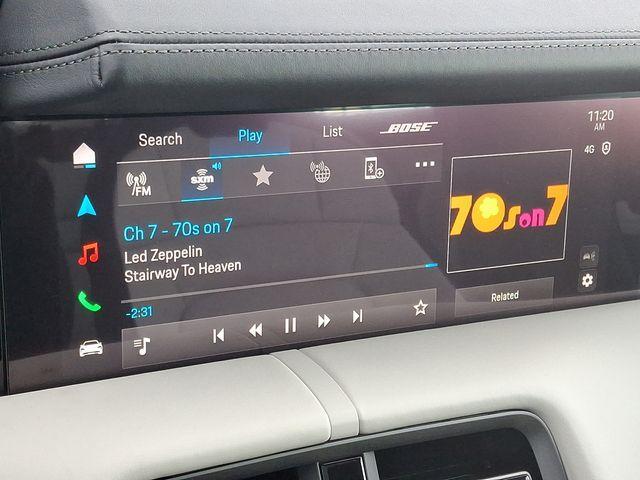 Search Play List BOSE
11:20
AM
4G
/FM sxm
Ch 7 - 70s on 7
Led Zeppelin
Stairway To Heaven
-2:31
70s on 7
Related